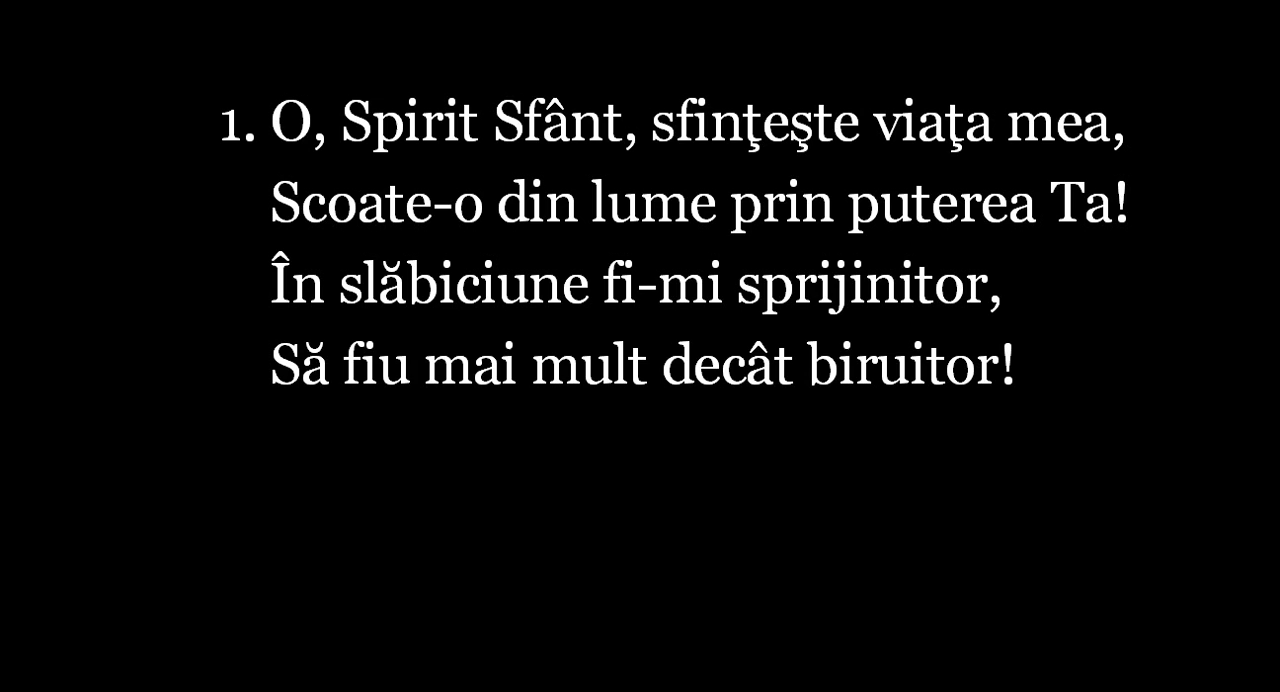 1. O, Spirit Sfânt, sfinţeşte viaţa mea,
Scoate-o din lume prin puterea Ta!
În slăbiciune fi-mi sprijinitor,
Să fiu mai mult decât biruitor!